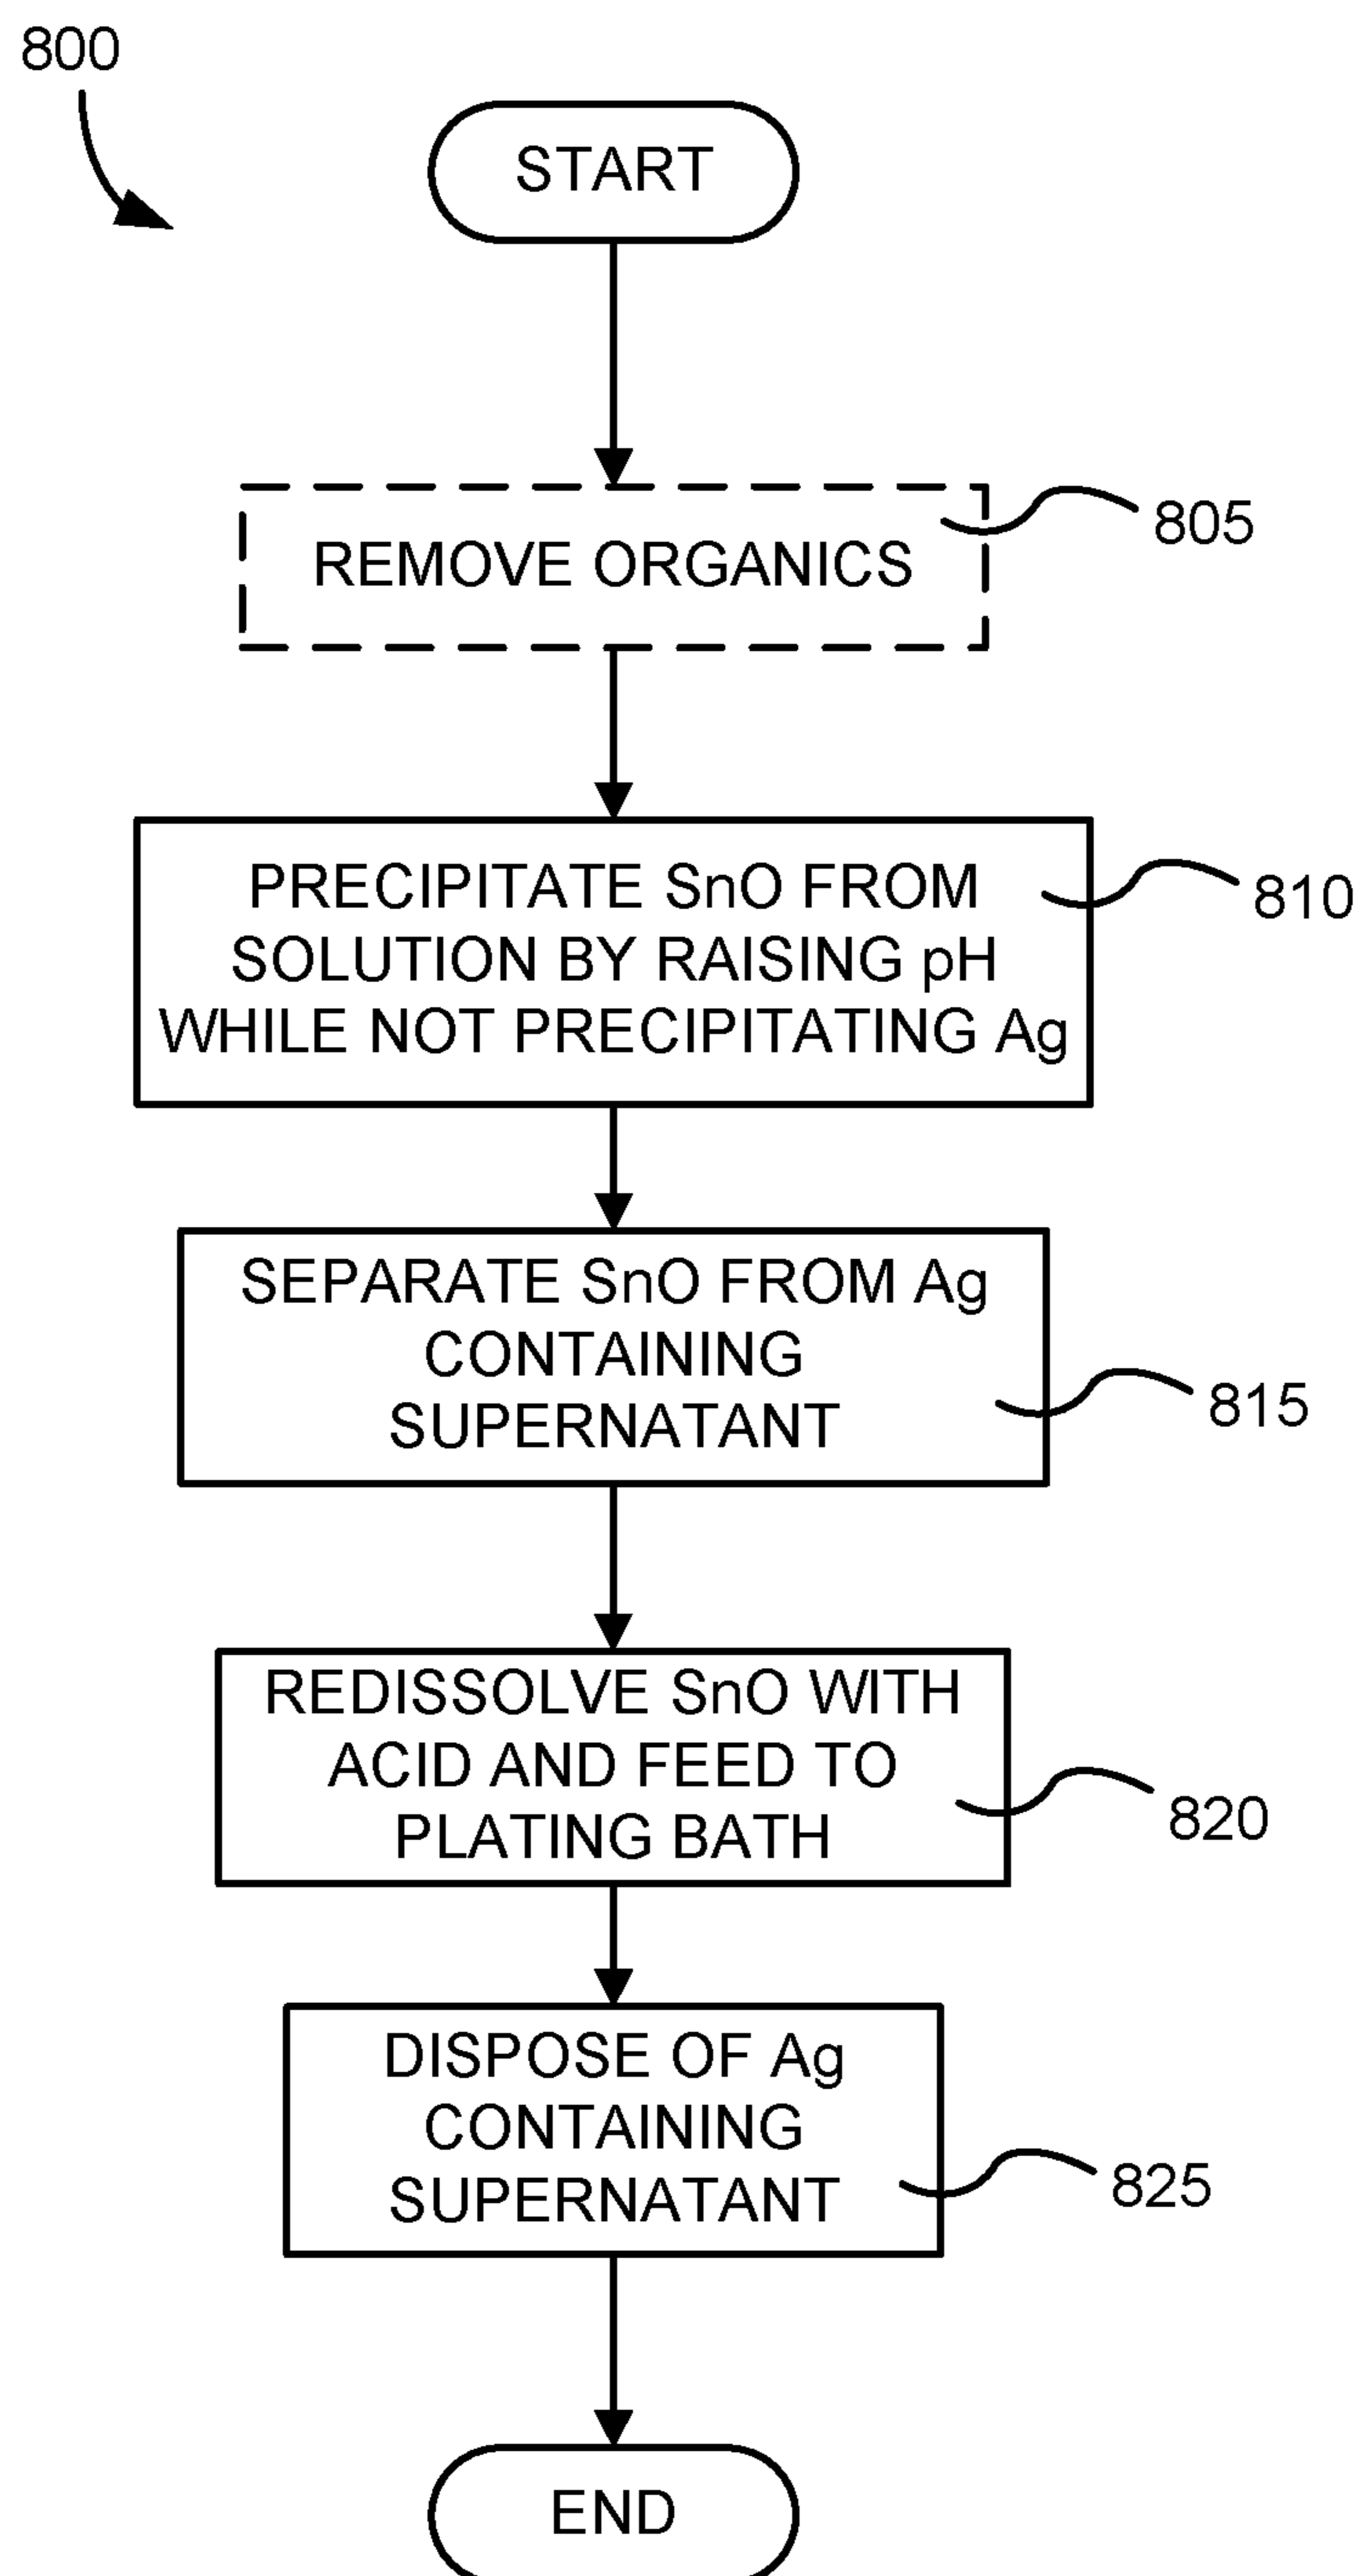 800
START
REMOVE ORGANICS
805
PRECIPITATE SnO FROM
SOLUTION BY RAISING pH
WHILE NOT PRECIPITATING Ag
810
SEPARATE SnO FROM Ag
CONTAINING
SUPERNATANT
815
REDISSOLVE SnO WITH
ACID AND FEED TO
PLATING BATH
820
DISPOSE OF Ag
CONTAINING
SUPERNATANT
825
END